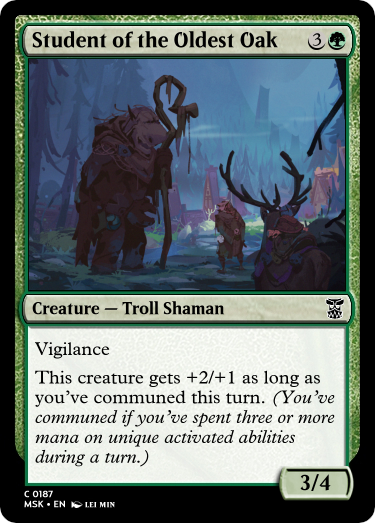 Student of the Oldest Oak 3
Creature — Troll Shaman
Vigilance
This creature gets +2/+1 as long as
you've communed this turn. (You've
communed if you've spent three or more
mana on unique activated abilities
during a turn.)
3/4
C 0187
MSK • EN LEI MIN